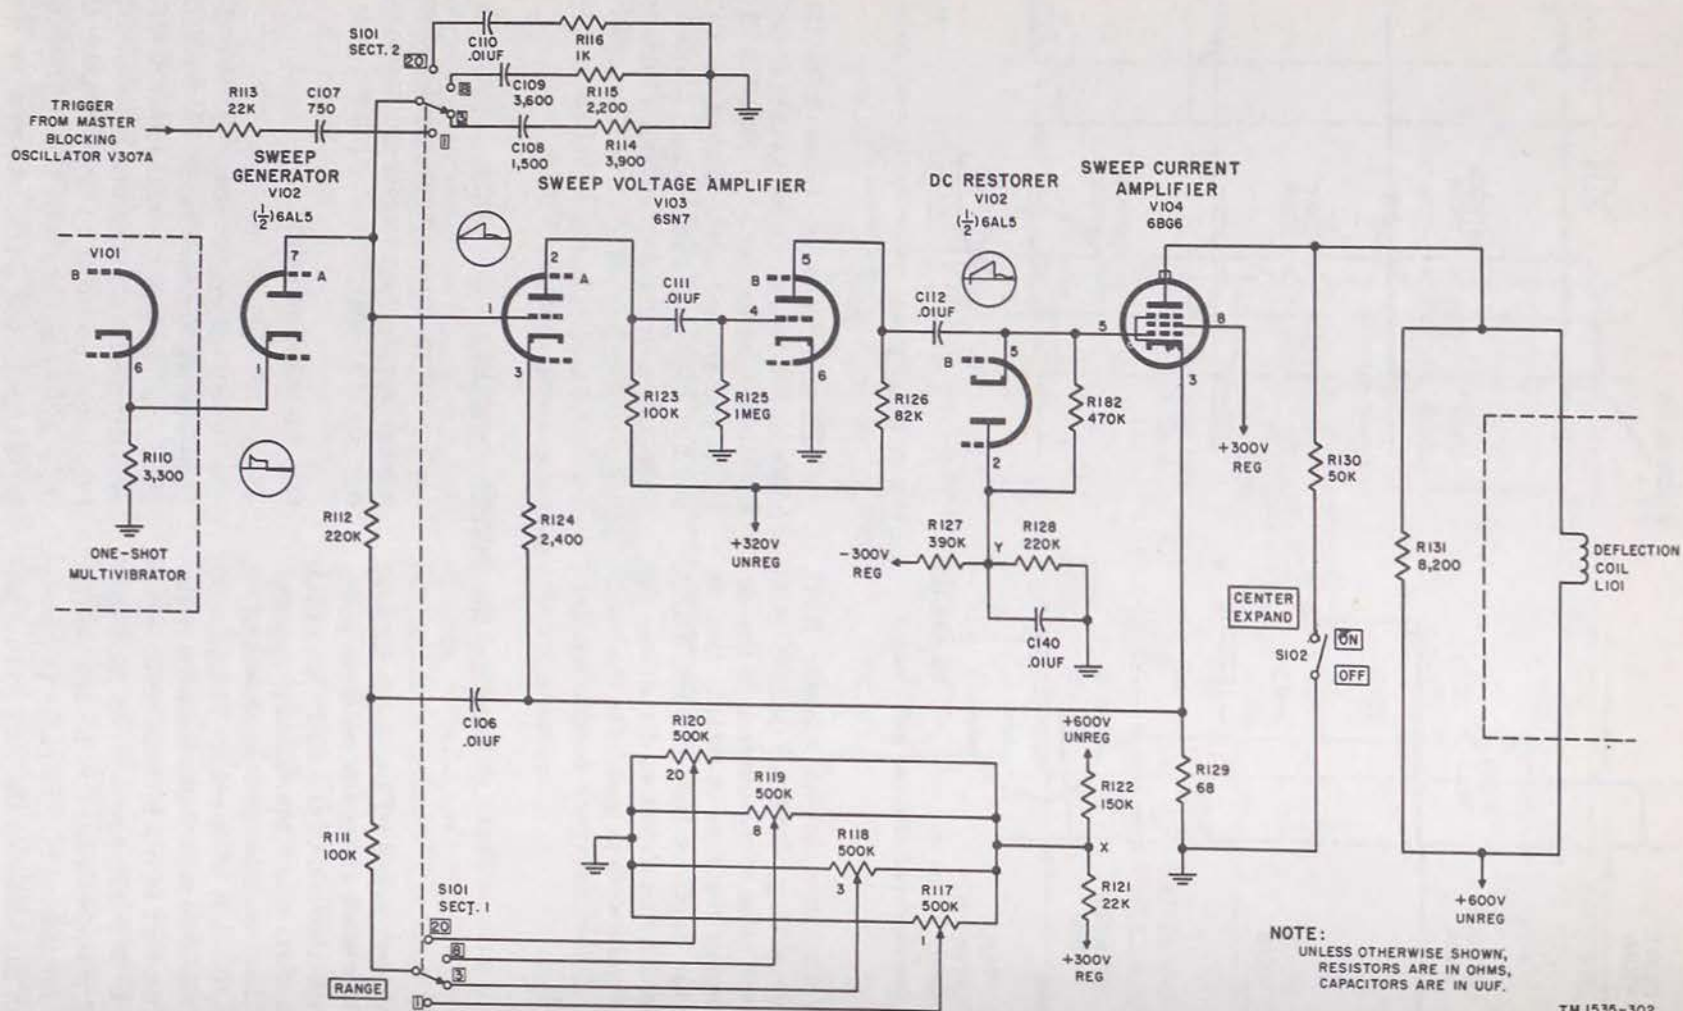 S101
SECT. 2
20
C110
.01UF
R116
1K
8
C109
3,600
R115
2,200
3
C108
1,500
R114
3,900
1
TRIGGER
FROM MASTER
BLOCKING
OSCILLATOR V307A
R113
22K
C107
750
SWEEP
GENERATOR
V102
(½)6AL5
7
A
1
V101
B
6
R110
3,300
ONE-SHOT
MULTIVIBRATOR
SWEEP VOLTAGE AMPLIFIER
V103
6SN7
2
A
1
3
C111
.01UF
5
B
4
6
R123
100K
R125
1MEG
R126
82K
R112
220K
R124
2,400
+320V
UNREG
DC RESTORER
V102
(½)6AL5
C112
.01UF
5
B
2
R182
470K
SWEEP CURRENT
AMPLIFIER
V104
6BG6
5
8
3
+300V
REG
-300V
REG
R127
390K
Y
R128
220K
C140
.01UF
R130
50K
CENTER
EXPAND
S102
ON
OFF
R131
8,200
DEFLECTION
COIL
L101
C106
.01UF
R120
500K
20
R119
500K
8
R118
500K
3
R117
500K
1
+600V
UNREG
R122
150K
X
R121
22K
+300V
REG
R129
68
+600V
UNREG
R111
100K
S101
SECT. 1
20
8
3
1
RANGE
NOTE:
UNLESS OTHERWISE SHOWN,
RESISTORS ARE IN OHMS,
CAPACITORS ARE IN UUF.
TM 1535-302